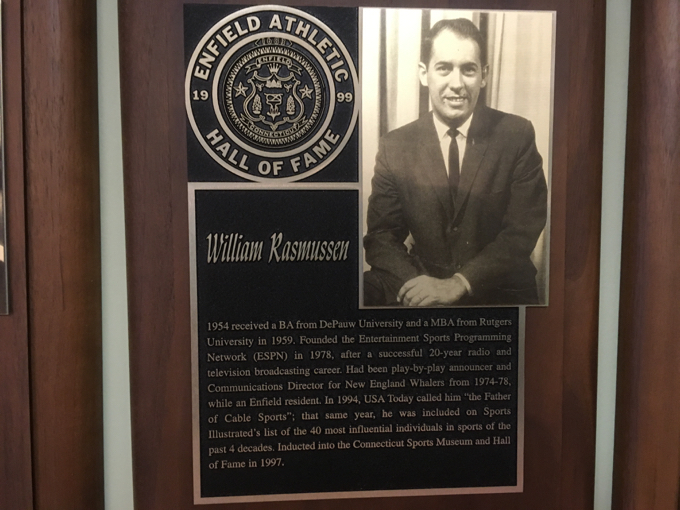 ENFIELD ATHLETIC
19 99
ENFIELD
CONNECTICUT
HALL OF FAME
William Rasmussen
1954 received a BA from DePauw University and a MBA from Rutgers
University in 1959. Founded the Entertainment Sports Programming
Network (ESPN) in 1978, after a successful 20-year radio and
television broadcasting career. Had been play-by-play announcer and
Communications Director for New England Whalers from 1974-78,
while an Enfield resident. In 1994, USA Today called him “the Father
of Cable Sports”; that same year, he was included on Sports
Illustrated’s list of the 40 most influential individuals in sports of the
past 4 decades. Inducted into the Connecticut Sports Museum and Hall
of Fame in 1997.